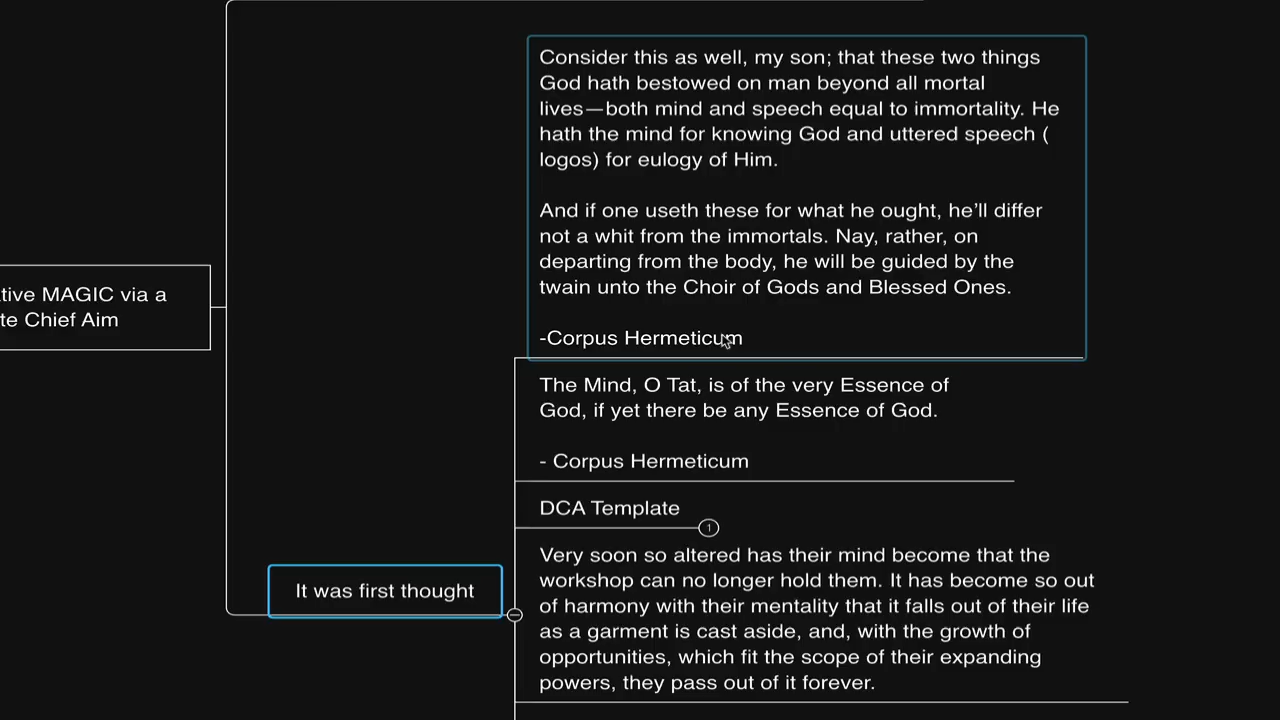 Consider this as well, my son; that these two things
God hath bestowed on man beyond all mortal
lives—both mind and speech equal to immortality. He
hath the mind for knowing God and uttered speech (
logos) for eulogy of Him.
And if one useth these for what he ought, he’ll differ
not a whit from the immortals. Nay, rather, on
departing from the body, he will be guided by the
twain unto the Choir of Gods and Blessed Ones.
-Corpus Hermeticum
tive MAGIC via a
te Chief Aim
The Mind, O Tat, is of the very Essence of
God, if yet there be any Essence of God.
- Corpus Hermeticum
DCA Template
1
It was first thought
Very soon so altered has their mind become that the
workshop can no longer hold them. It has become so out
of harmony with their mentality that it falls out of their life
as a garment is cast aside, and, with the growth of
opportunities, which fit the scope of their expanding
powers, they pass out of it forever.